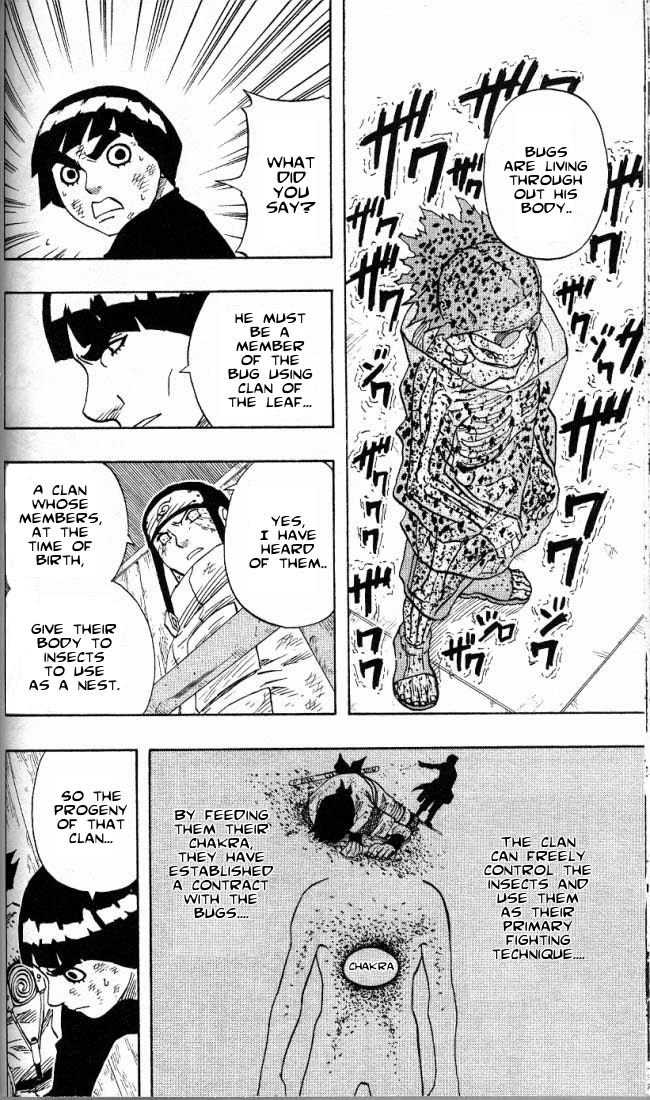 BUGS
ARE LIVING
THROUGH
OUT HIS
BODY..
WHAT
DID
YOU
SAY?
HE MUST
BE A
MEMBER
OF THE
BUG USING
CLAN OF
THE LEAF...
YES,
I HAVE
HEARD
OF THEM..
A CLAN
WHOSE
MEMBERS,
AT THE
TIME OF
BIRTH,
GIVE THEIR
BODY TO
INSECTS
TO USE
AS A NEST.
THE CLAN
CAN FREELY
CONTROL THE
INSECTS AND
USE THEM
AS THEIR
PRIMARY
FIGHTING
TECHNIQUE....
BY FEEDING
THEM THEIR
CHAKRA,
THEY HAVE
ESTABLISHED
A CONTRACT
WITH THE
BUGS....
CHAKRA
SO THE
PROGENY
OF THAT
CLAN...